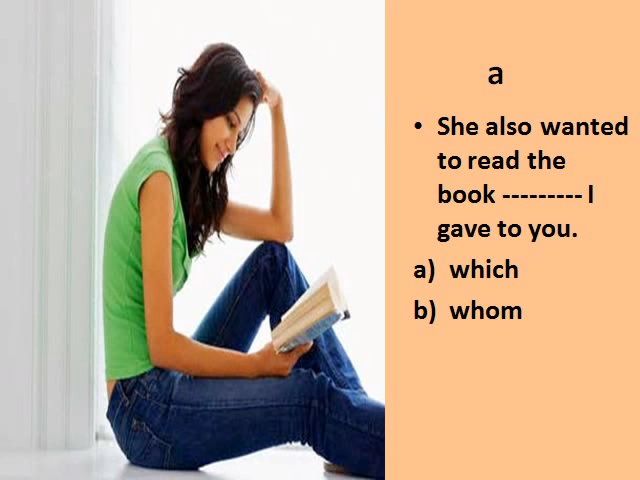 a
• She also wanted
to read the
book --------- I
gave to you.
a) which
b) whom